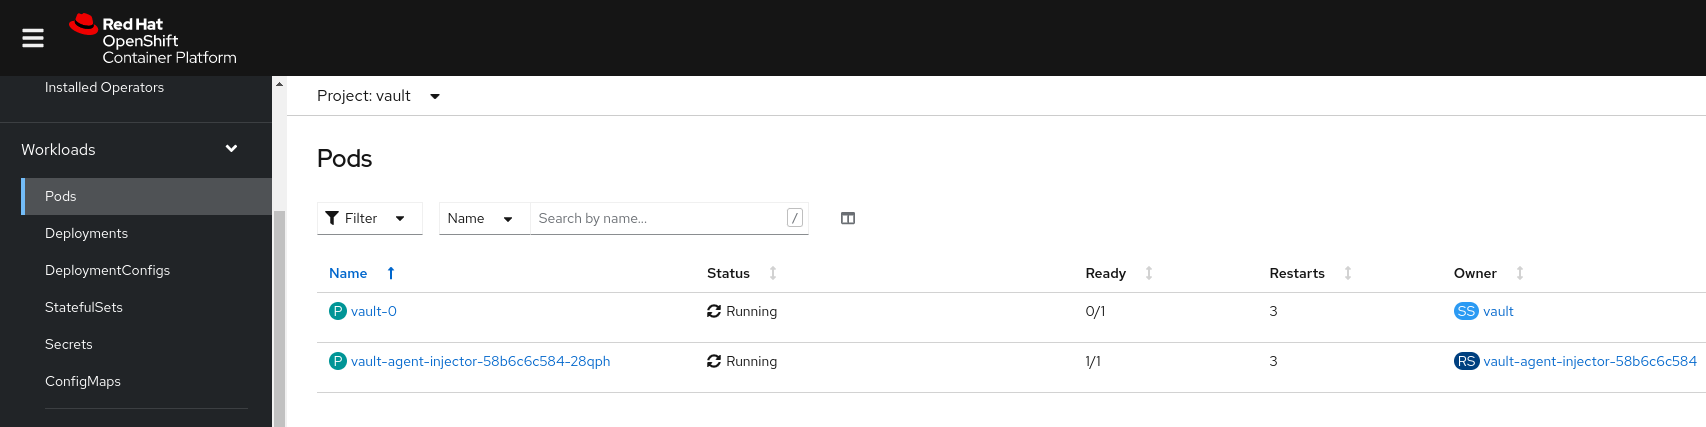 Red Hat
OpenShift
Container Platform
Installed Operators
Workloads
Pods
Deployments
DeploymentConfigs
StatefulSets
Secrets
ConfigMaps
Project: vault
Pods
Filter Name Search by name... /
Name Status Ready Restarts Owner
P vault-0 Running 0/1 3 SS vault
P vault-agent-injector-58b6c6c584-28qph Running 1/1 3 RS vault-agent-injector-58b6c6c584